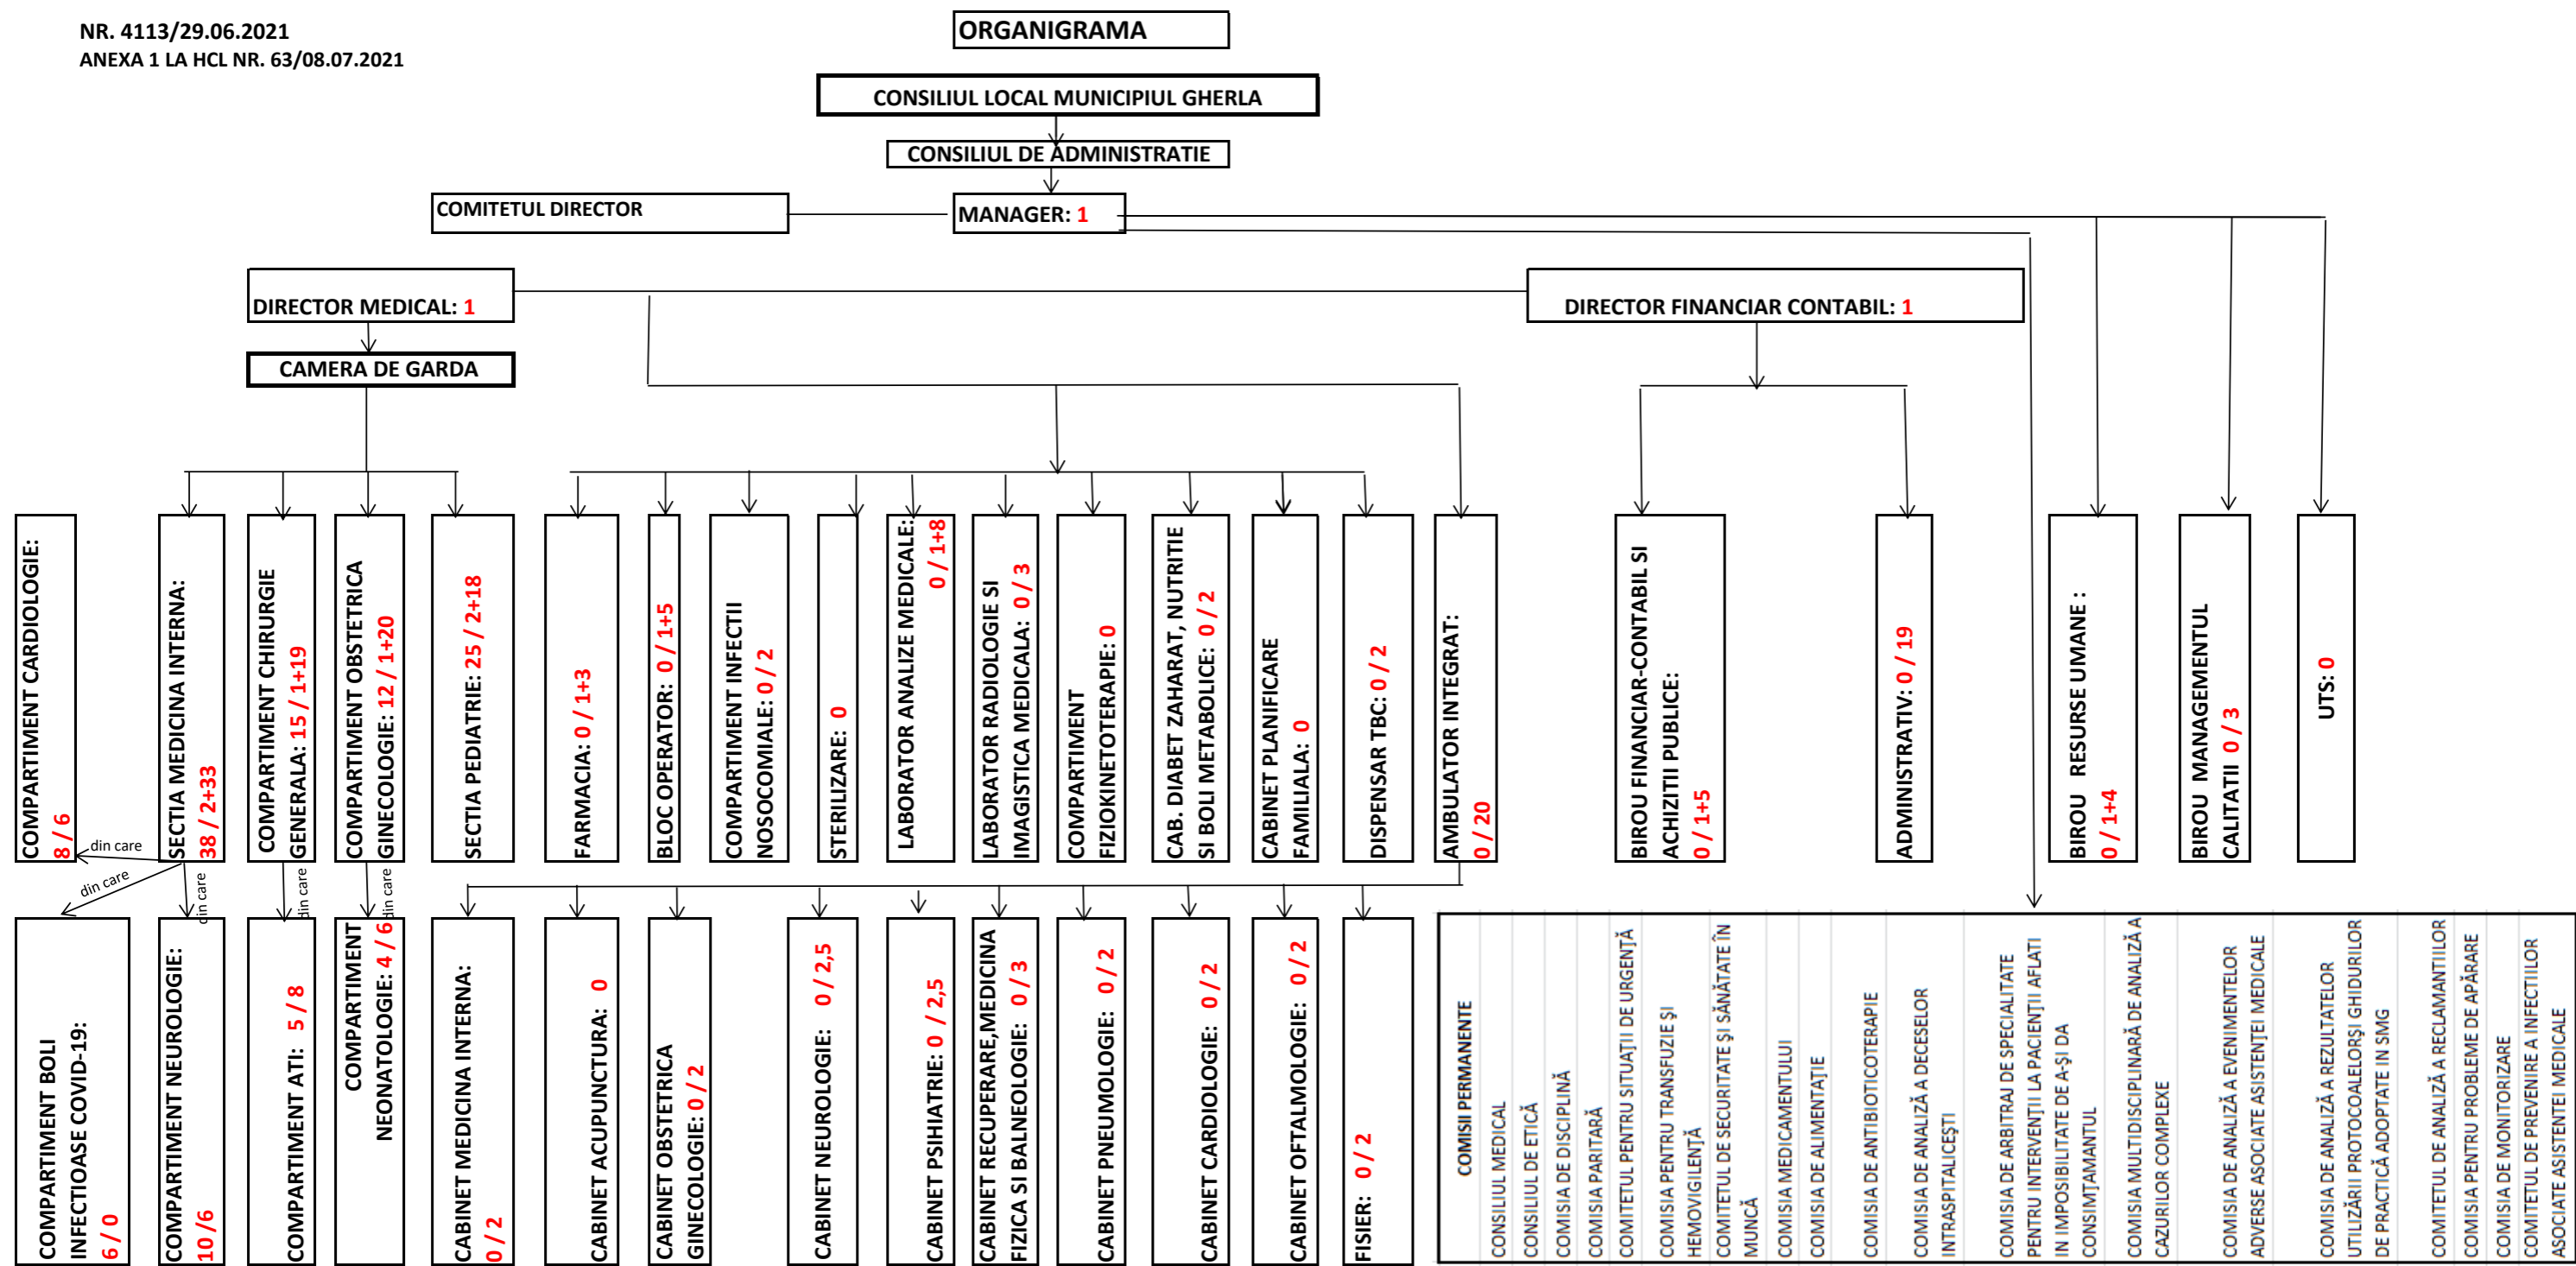 NR. 4113/29.06.2021
ANEXA 1 LA HCL NR. 63/08.07.2021
ORGANIGRAMA
CONSILIUL LOCAL MUNICIPIUL GHERLA
CONSILIUL DE ADMINISTRATIE
COMITETUL DIRECTOR
MANAGER: 1
DIRECTOR MEDICAL: 1
DIRECTOR FINANCIAR CONTABIL: 1
CAMERA DE GARDA
COMPARTIMENT CARDIOLOGIE:
8 / 6
SECTIA MEDICINA INTERNA:
38 / 2+33
COMPARTIMENT CHIRURGIE
GENERALA: 15 / 1+19
COMPARTIMENT OBSTETRICA
GINECOLOGIE: 12 / 1+20
SECTIA PEDIATRIE: 25 / 2+18
FARMACIA: 0 / 1+3
BLOC OPERATOR: 0 / 1+5
COMPARTIMENT INFECTII
NOSOCOMIALE: 0 / 2
STERILIZARE: 0
LABORATOR ANALIZE MEDICALE:
0 / 1+8
LABORATOR RADIOLOGIE SI
IMAGISTICA MEDICALA: 0 / 3
COMPARTIMENT
FIZIOKINETOTERAPIE: 0
CAB. DIABET ZAHARAT, NUTRITIE
SI BOLI METABOLICE: 0 / 2
CABINET PLANIFICARE
FAMILIALA: 0
DISPENSAR TBC: 0 / 2
AMBULATOR INTEGRAT:
0 / 20
BIROU FINANCIAR-CONTABIL SI
ACHIZITII PUBLICE:
0 / 1+5
ADMINISTRATIV: 0 / 19
BIROU RESURSE UMANE :
0 / 1+4
BIROU MANAGEMENTUL
CALITATII 0 / 3
UTS: 0
din care
din care
din care
din care
din care
COMPARTIMENT BOLI
INFECTIOASE COVID-19:
6 / 0
COMPARTIMENT NEUROLOGIE:
10 /6
COMPARTIMENT ATI: 5 / 8
COMPARTIMENT
NEONATOLOGIE: 4 / 6
CABINET MEDICINA INTERNA:
0 / 2
CABINET ACUPUNCTURA: 0
CABINET OBSTETRICA
GINECOLOGIE: 0 / 2
CABINET NEUROLOGIE: 0 / 2,5
CABINET PSIHIATRIE: 0 / 2,5
CABINET RECUPERARE,MEDICINA
FIZICA SI BALNEOLOGIE: 0 / 3
CABINET PNEUMOLOGIE: 0 / 2
CABINET CARDIOLOGIE: 0 / 2
CABINET OFTALMOLOGIE: 0 / 2
FISIER: 0 / 2
COMISII PERMANENTE
CONSILIUL MEDICAL
CONSILIUL DE ETICĂ
COMISIA DE DISCIPLINĂ
COMISIA PARITARĂ
COMITETUL PENTRU SITUAŢII DE URGENŢĂ
COMISIA PENTRU TRANSFUZIE ŞI
HEMOVIGILENŢĂ
COMITETUL DE SECURITATE ŞI SĂNĂTATE ÎN
MUNCĂ
COMISIA MEDICAMENTULUI
COMISIA DE ALIMENTAŢIE
COMISIA DE ANTIBIOTICOTERAPIE
COMISIA DE ANALIZĂ A DECESELOR
INTRASPITALICEŞTI
COMISIA DE ARBITRAJ DE SPECIALITATE
PENTRU INTERVENŢII LA PACIENŢII AFLATI
IN IMPOSIBILITATE DE A-ŞI DA
CONSIMŢAMANTUL
COMISIA MULTIDISCIPLINARĂ DE ANALIZĂ A
CAZURILOR COMPLEXE
COMISIA DE ANALIZĂ A EVENIMENTELOR
ADVERSE ASOCIATE ASISTENŢEI MEDICALE
COMISIA DE ANALIZĂ A REZULTATELOR
UTILIZĂRII PROTOCOALELORŞI GHIDURILOR
DE PRACTICĂ ADOPTATE IN SMG
COMITETUL DE ANALIZĂ A RECLAMANTIILOR
COMISIA PENTRU PROBLEME DE APĂRARE
COMISIA DE MONITORIZARE
COMITETUL DE PREVENIRE A INFECTIILOR
ASOCIATE ASISTENTEI MEDICALE